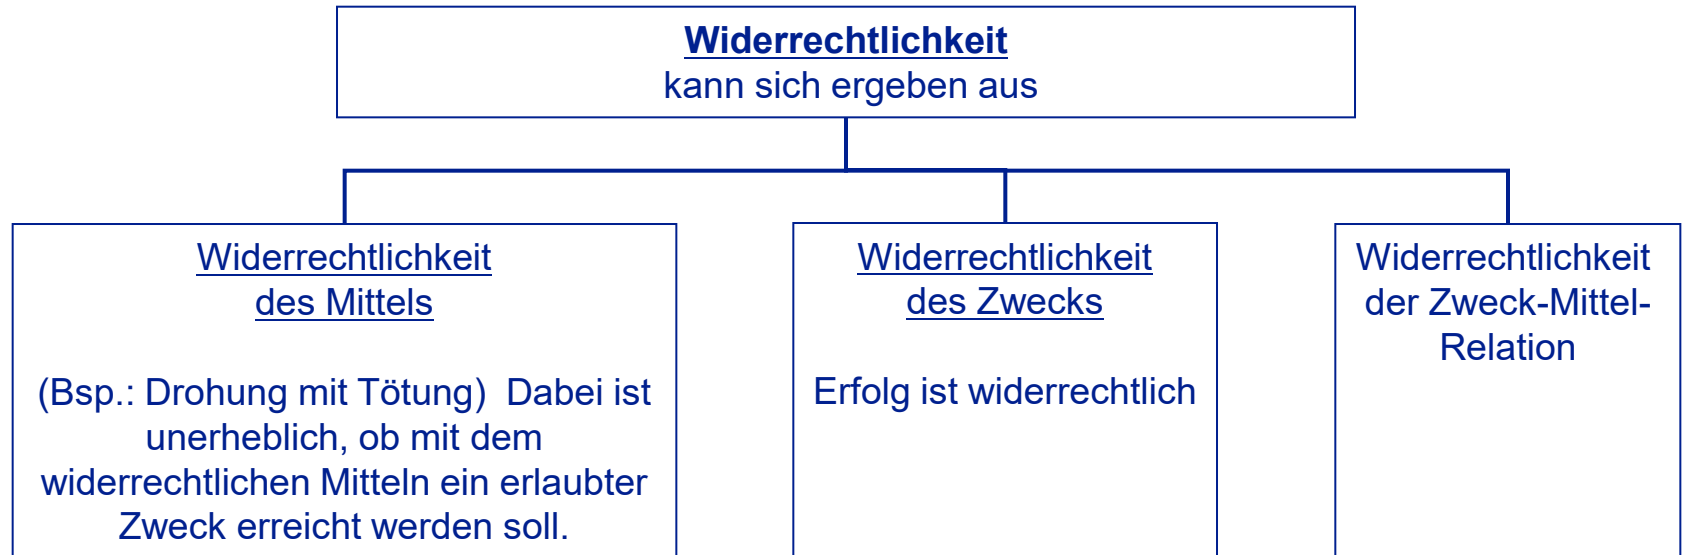 Widerrechtlichkeit
kann sich ergeben aus
Widerrechtlichkeit
des Mittels
(Bsp.: Drohung mit Tötung)  Dabei ist
unerheblich, ob mit dem
widerrechtlichen Mitteln ein erlaubter
Zweck erreicht werden soll.
Widerrechtlichkeit
des Zwecks
Erfolg ist widerrechtlich
Widerrechtlichkeit
der Zweck-Mittel-
Relation